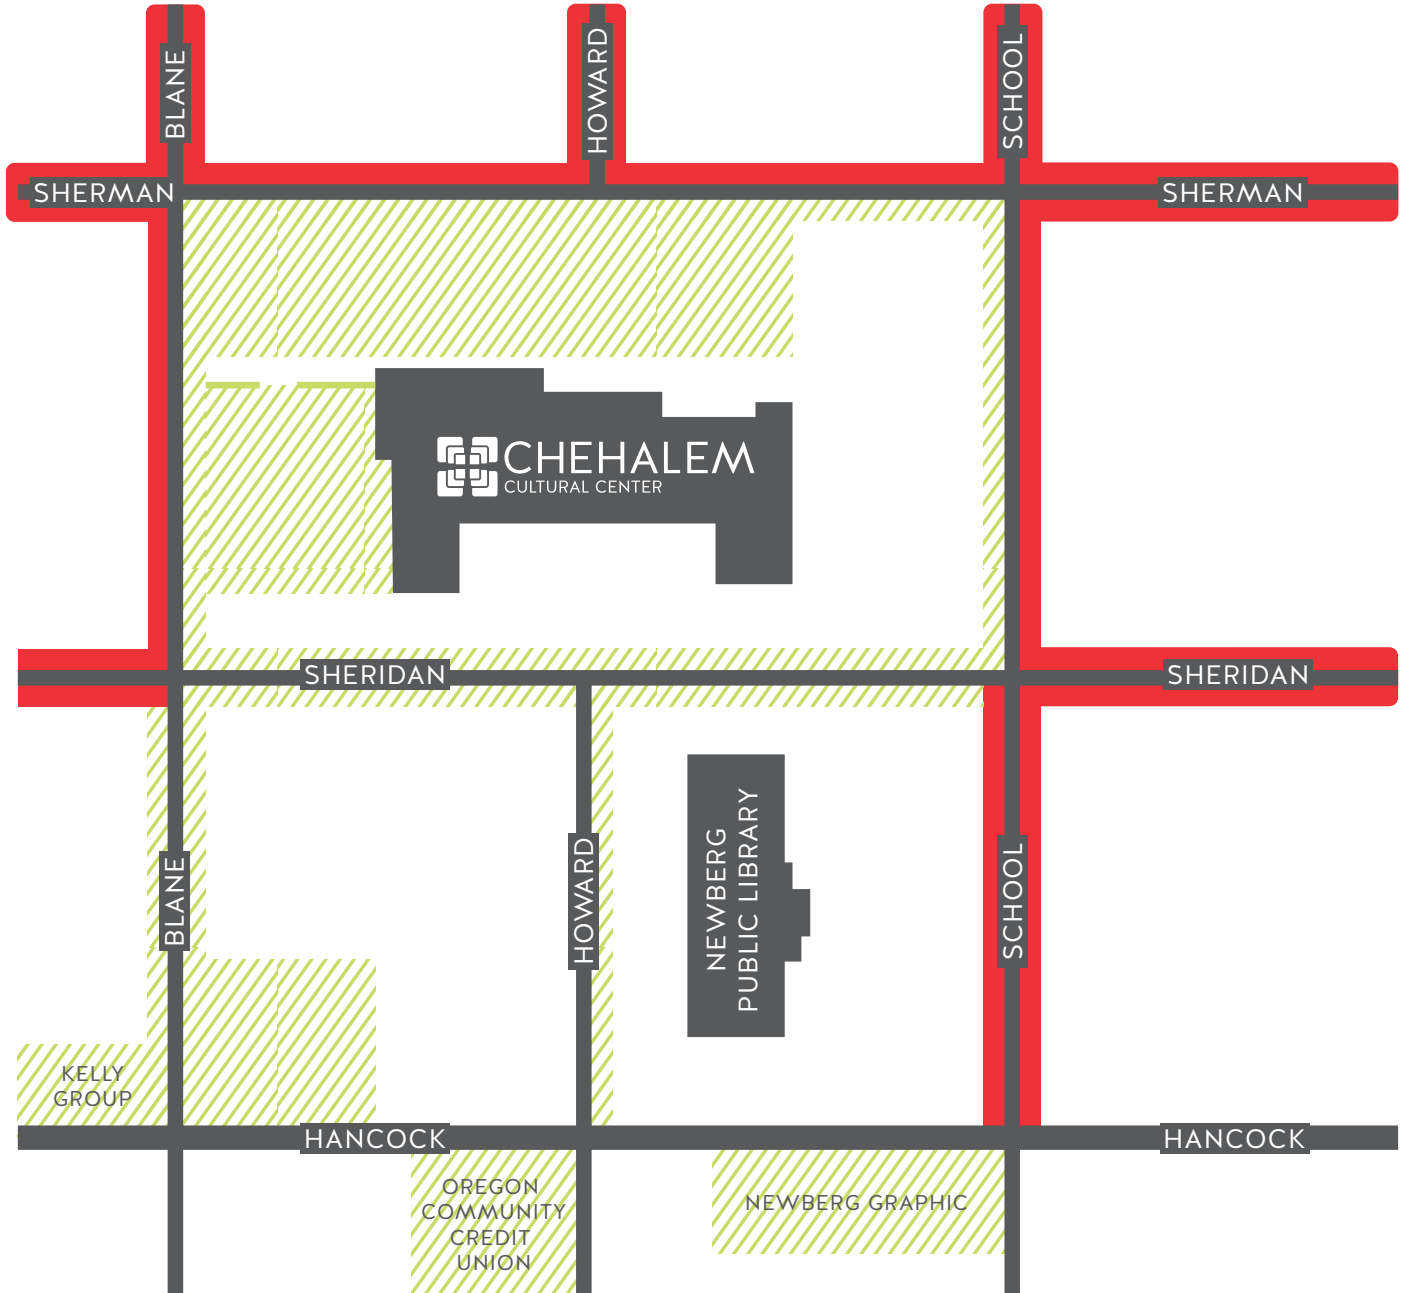 BLANE
HOWARD
SCHOOL
SHERMAN
SHERMAN
CHEHALEM
CULTURAL CENTER
SHERIDAN
SHERIDAN
BLANE
HOWARD
NEWBERG
PUBLIC LIBRARY
SCHOOL
KELLY
GROUP
HANCOCK
HANCOCK
OREGON
COMMUNITY
CREDIT
UNION
NEWBERG GRAPHIC